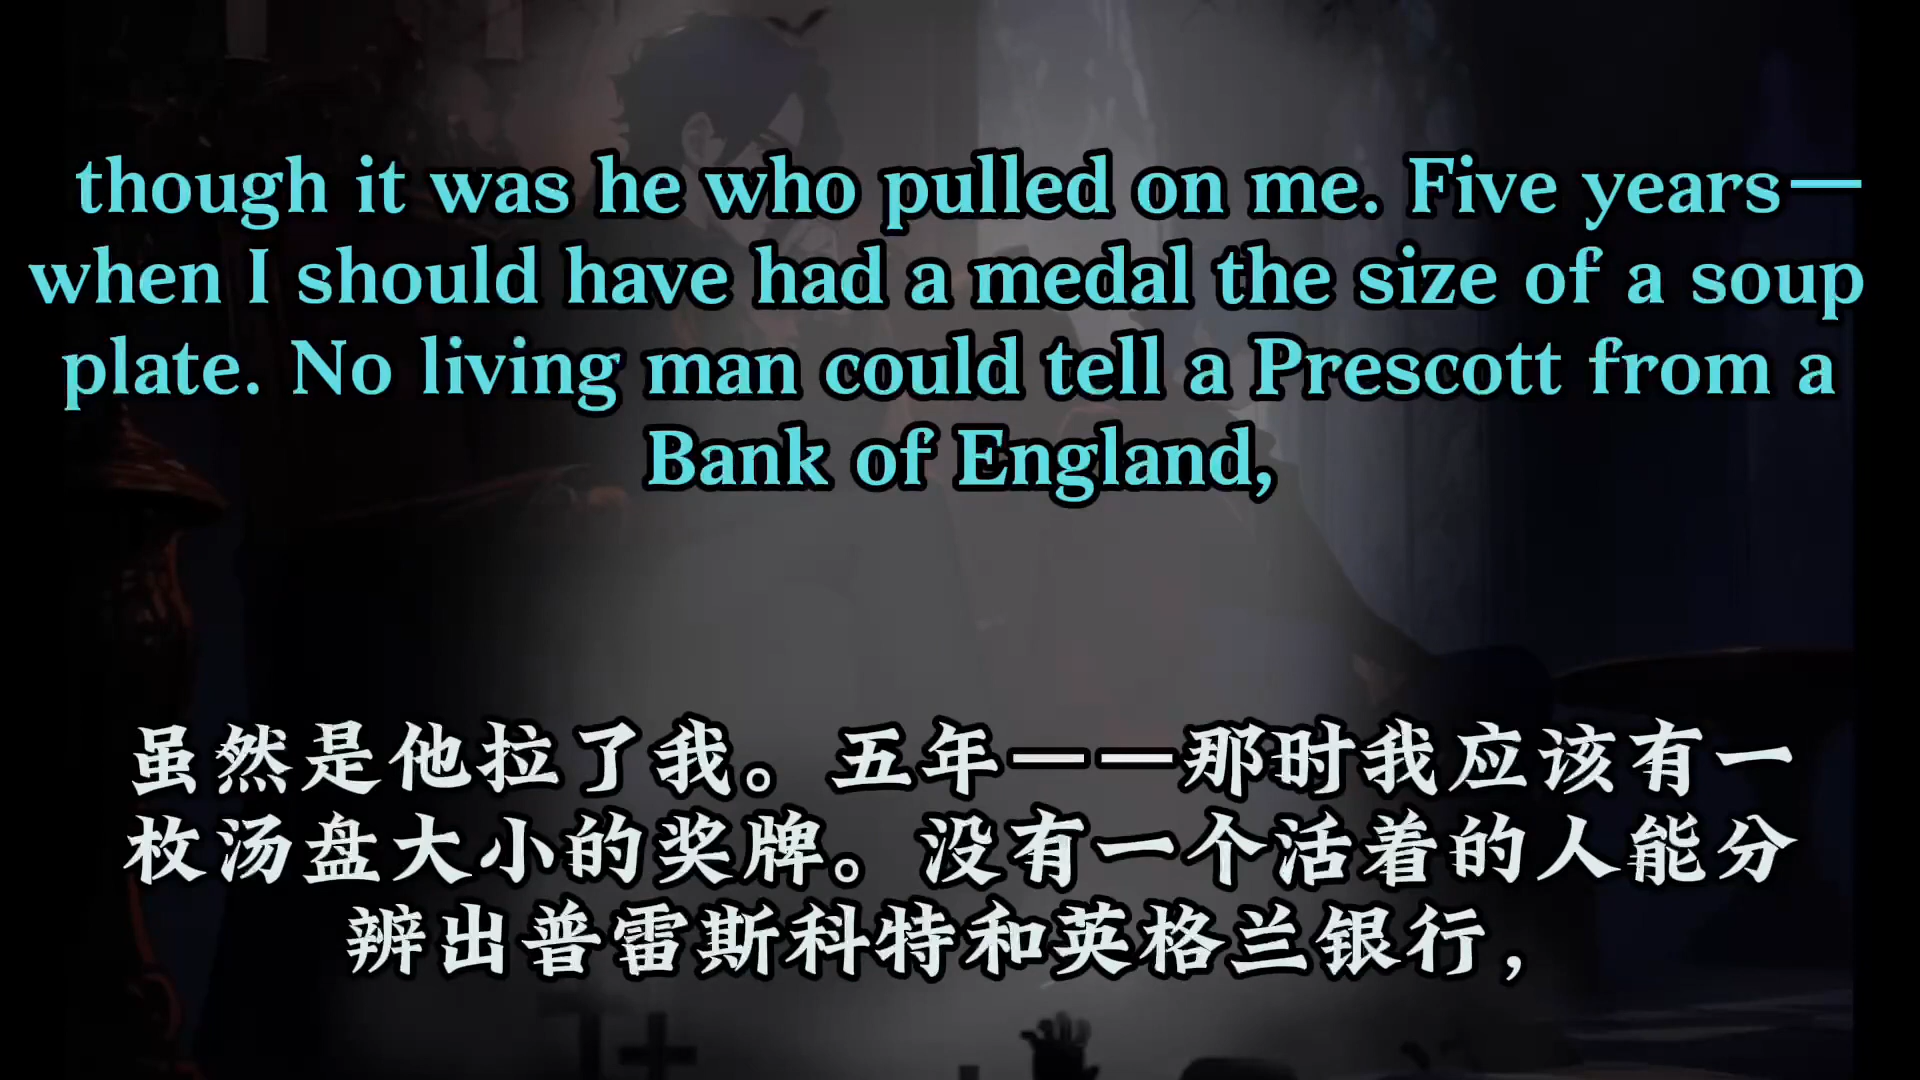 though it was he who pulled on me. Five years—
when I should have had a medal the size of a soup
plate. No living man could tell a Prescott from a
Bank of England,
虽然是他拉了我。五年——那时我应该有一
枚汤盘大小的奖牌。没有一个活着的人能分
辨出普雷斯科特和英格兰银行，